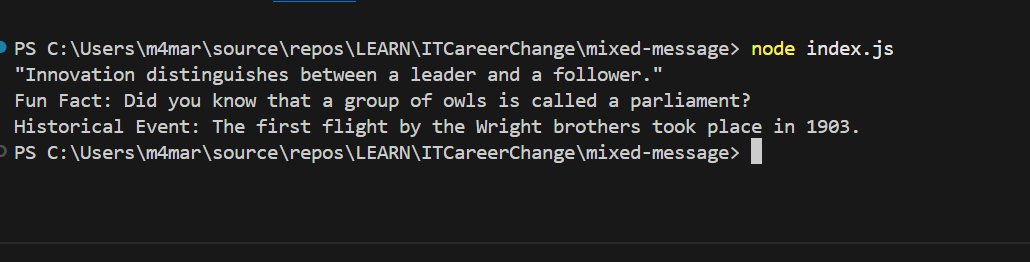 PS C:\Users\m4mar\source\repos\LEARN\ITCareerChange\mixed-message> node index.js
"Innovation distinguishes between a leader and a follower."
Fun Fact: Did you know that a group of owls is called a parliament?
Historical Event: The first flight by the Wright brothers took place in 1903.
PS C:\Users\m4mar\source\repos\LEARN\ITCareerChange\mixed-message>